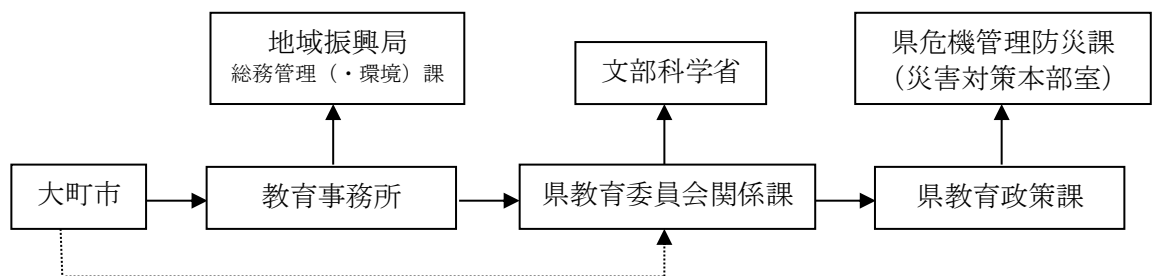 地域振興局
総務管理（・環境）課
文部科学省
県危機管理防災課
（災害対策本部室）
大町市
教育事務所
県教育委員会関係課
県教育政策課